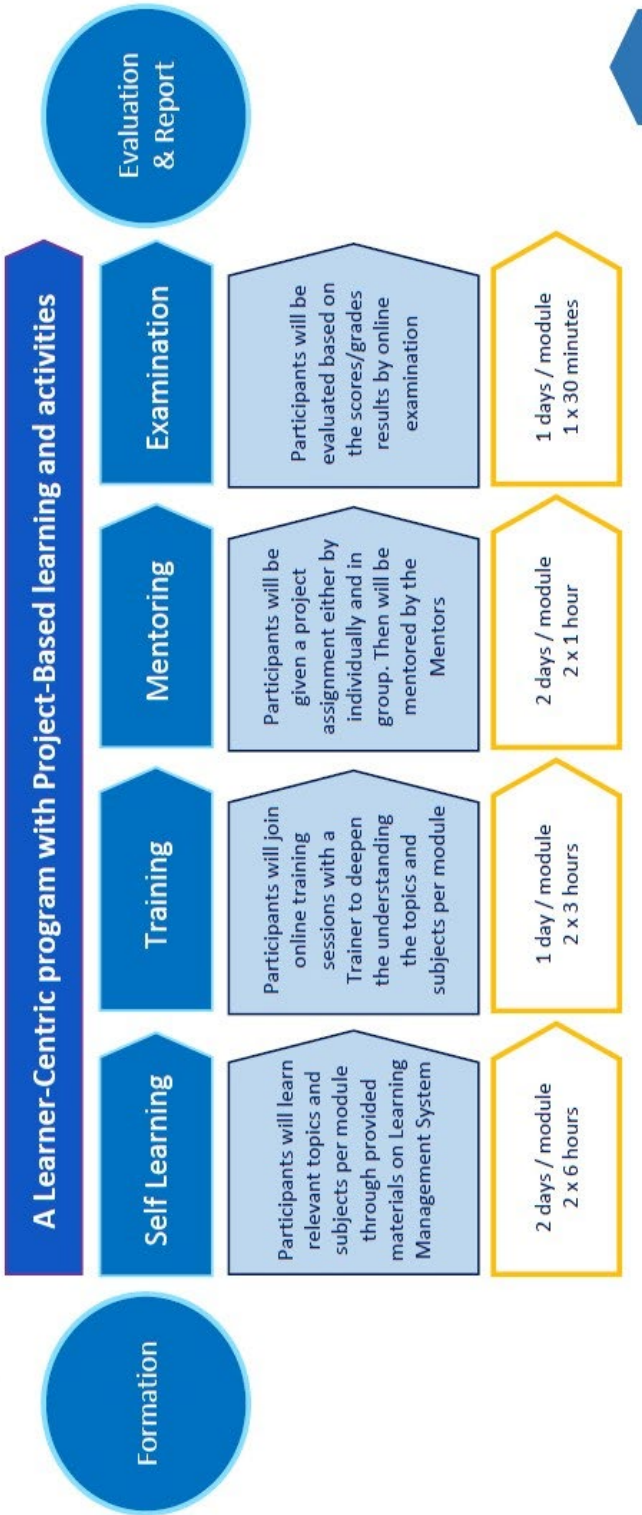 A Learner-Centric program with Project-Based learning and activities
Formation
Self Learning
Participants will learn
relevant topics and
subjects per module
through provided
materials on Learning
Management System
2 days / module
2 x 6 hours
Training
Participants will join
online training
sessions with a
Trainer to deepen
the understanding
the topics and
subjects per module
1 day / module
2 x 3 hours
Mentoring
Participants will be
given a project
assignment either by
individually and in
group. Then will be
mentored by the
Mentors
2 days / module
2 x 1 hour
Examination
Participants will be
evaluated based on
the scores/grades
results by online
examination
1 days / module
1 x 30 minutes
Evaluation
& Report